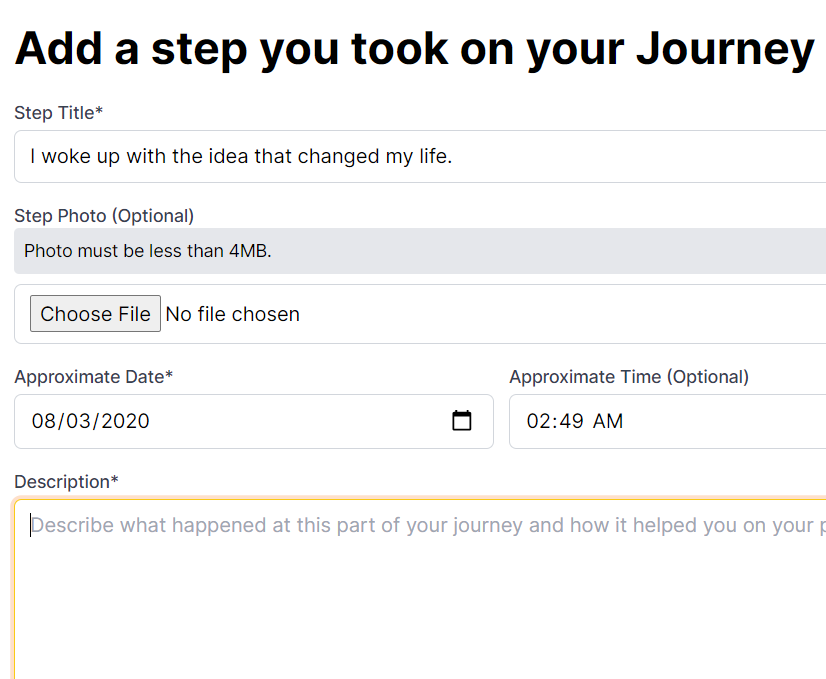 Add a step you took on your Journey
Step Title*
I woke up with the idea that changed my life.
Step Photo (Optional)
Photo must be less than 4MB.
Choose File No file chosen
Approximate Date*
Approximate Time (Optional)
08/03/2020
02:49 AM
Description*
Describe what happened at this part of your journey and how it helped you on your